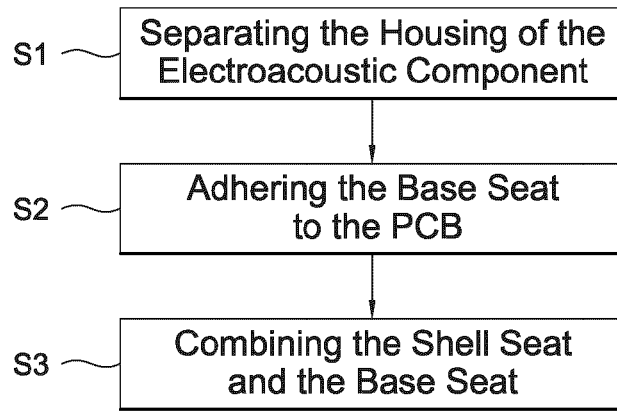 S1
Separating the Housing of the
Electroacoustic Component
S2
Adhering the Base Seat
to the PCB
S3
Combining the Shell Seat
and the Base Seat